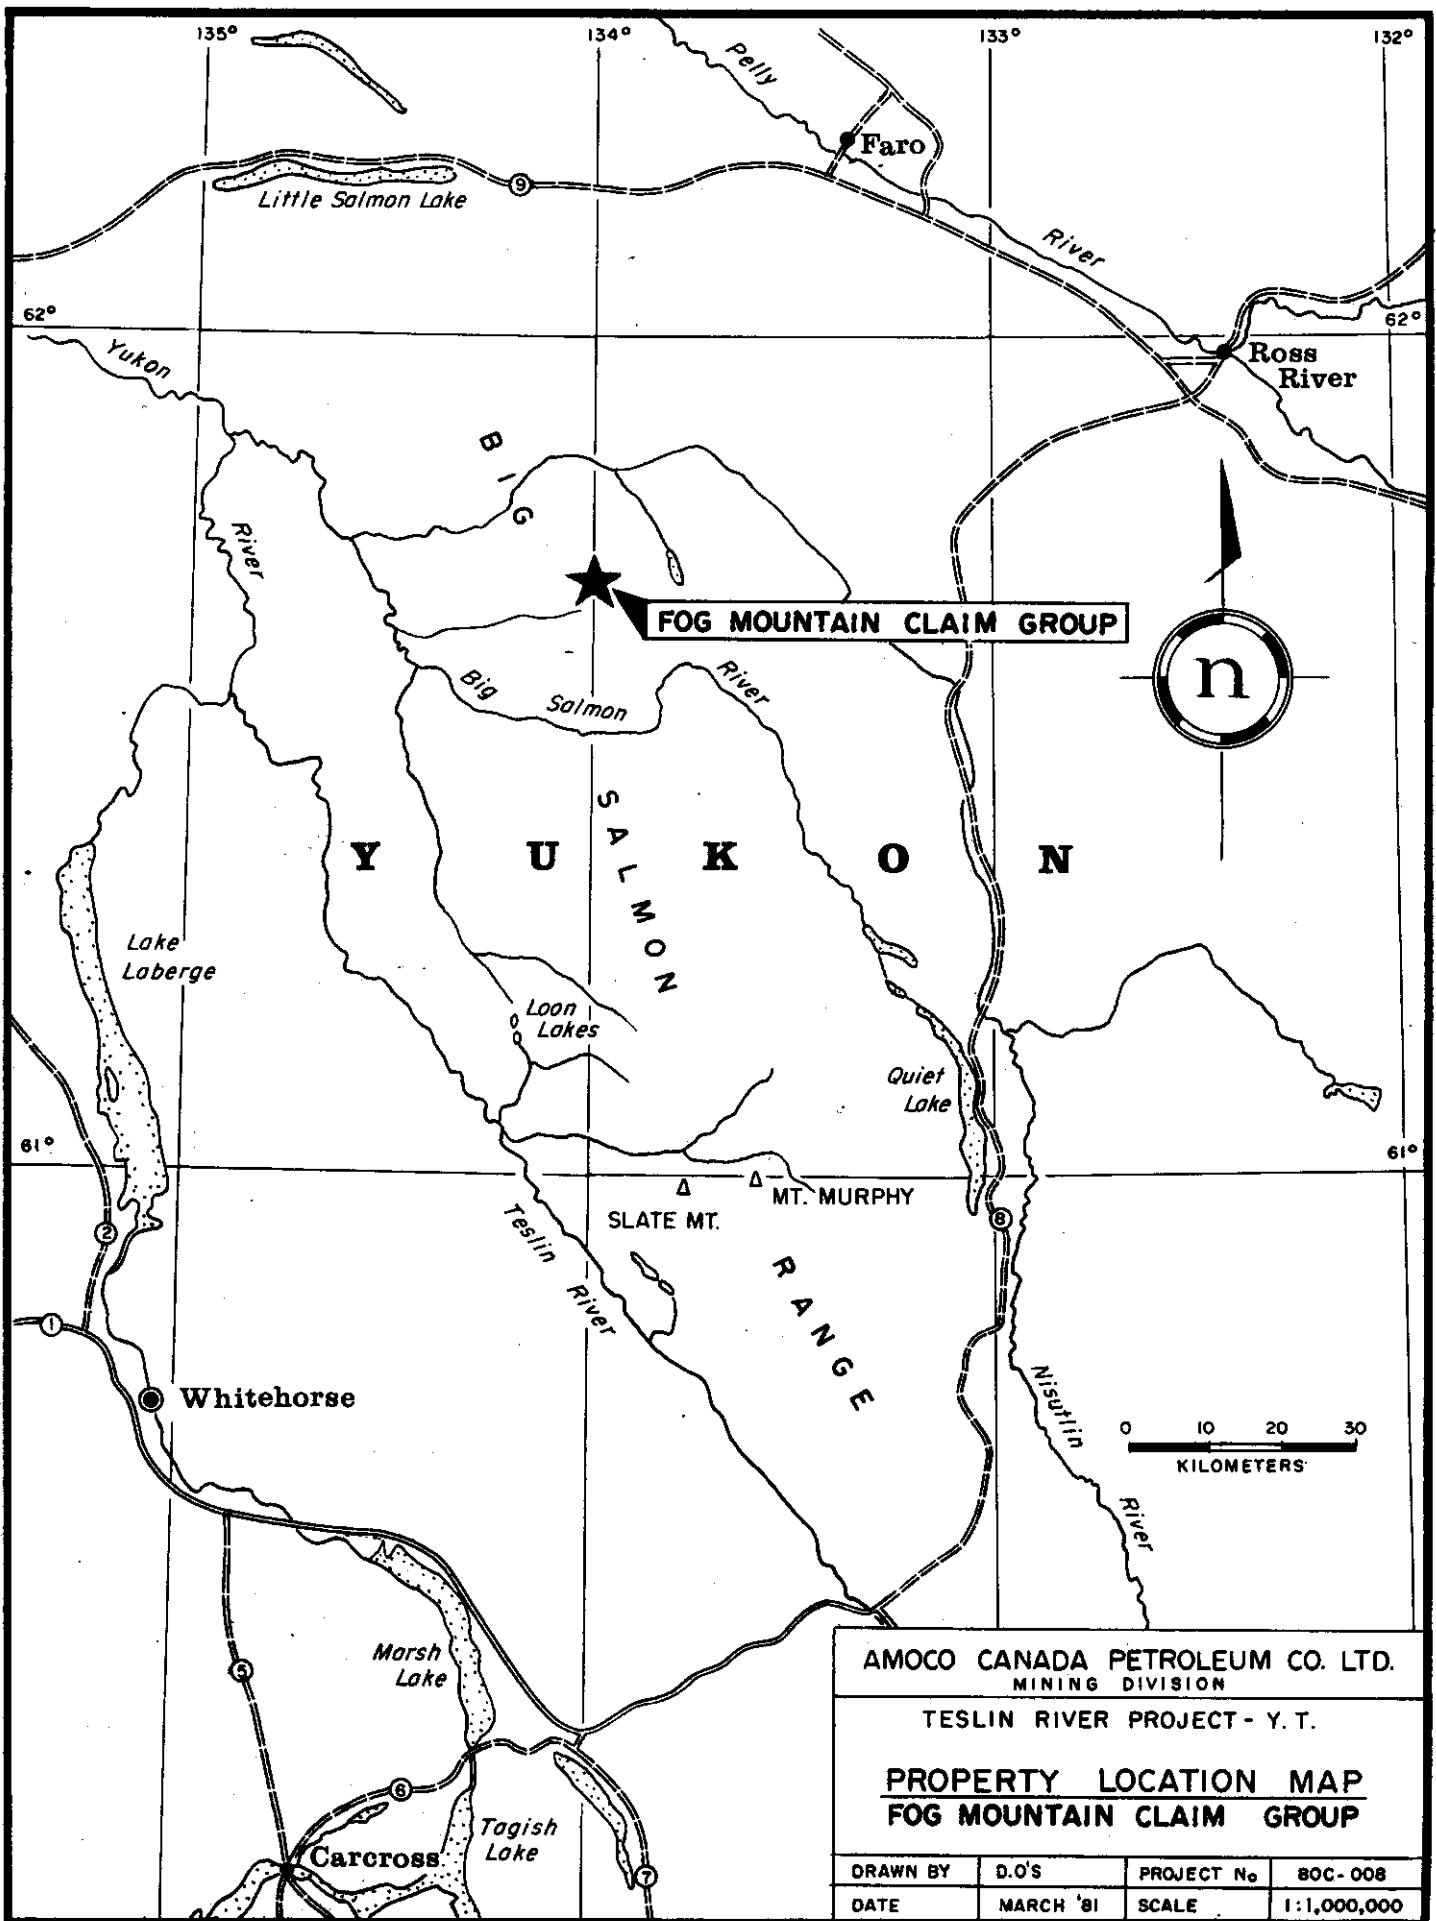 135°
134°
133°
132°
Pelly
Faro
9
Little Salmon Lake
River
62°
62°
Yukon
Ross
River
BIG
River
FOG MOUNTAIN CLAIM GROUP
n
Big
Salmon
River
SALMON
YUKON
Lake
Laberge
Loon
Lakes
Quiet
Lake
61°
61°
MT. MURPHY
SLATE MT.
2
8
Teslin
River
RANGE
1
Whitehorse
Nisutlin
River
0 10 20 30
KILOMETERS
Marsh
Lake
5
6
Tagish
Lake
Carcross
7
AMOCO CANADA PETROLEUM CO. LTD.
MINING DIVISION
TESLIN RIVER PROJECT - Y. T.
PROPERTY LOCATION MAP
FOG MOUNTAIN CLAIM GROUP
DRAWN BY D.O'S PROJECT No 80C-008
DATE MARCH '81 SCALE 1:1,000,000